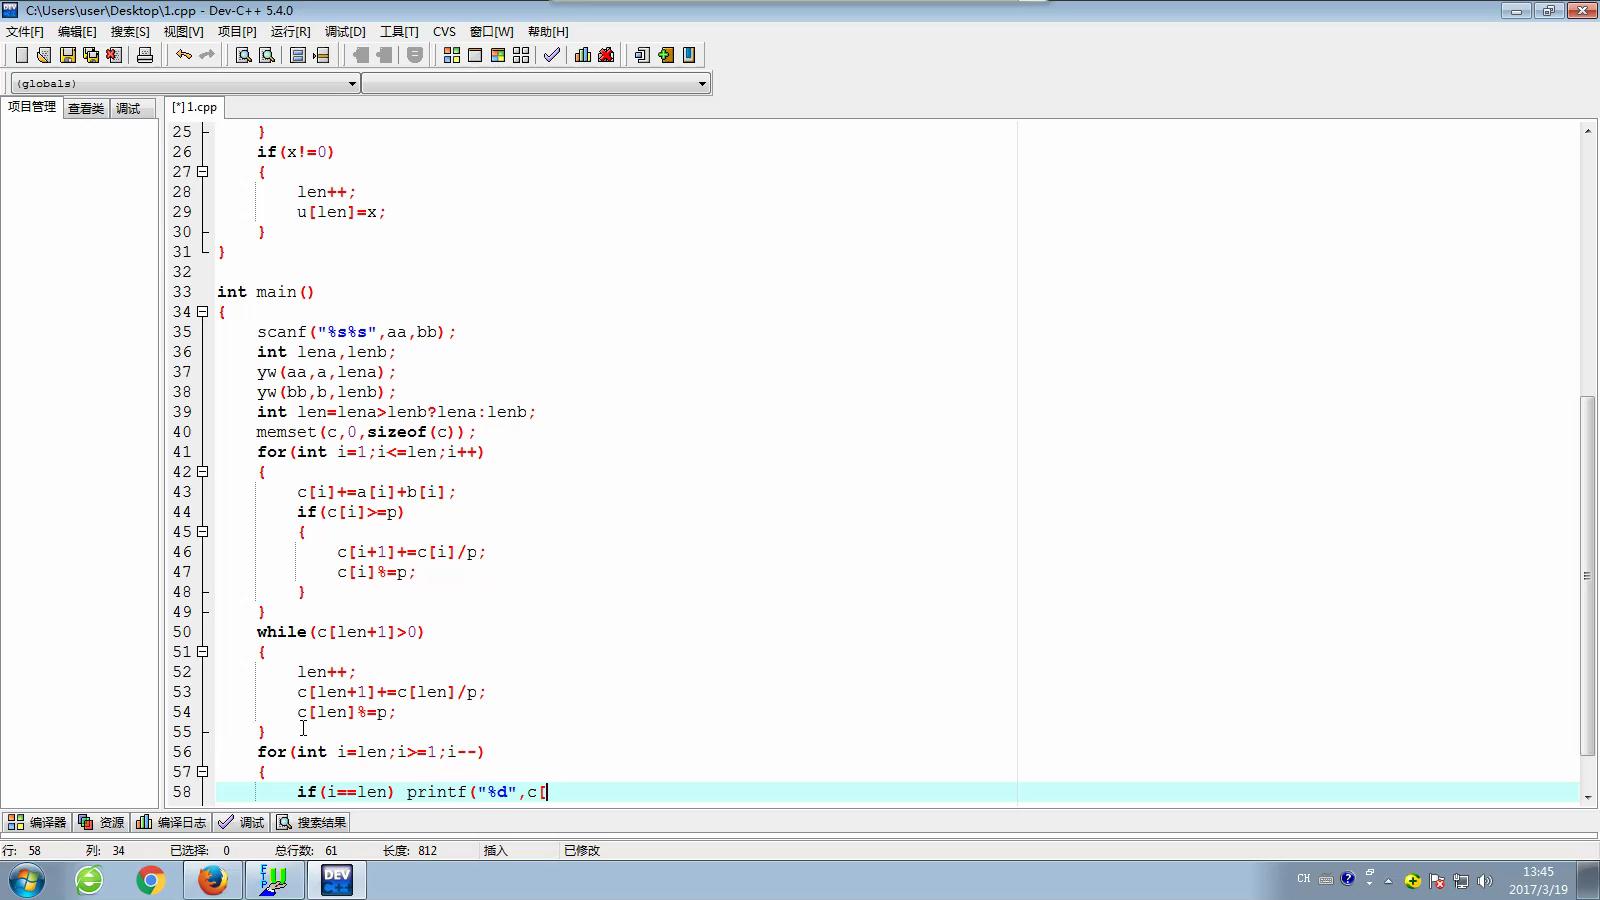 C:\Users\user\Desktop\1.cpp - Dev-C++ 5.4.0
文件[F] 编辑[E] 搜索[S] 视图[V] 项目[P] 运行[R] 调试[D] 工具[T] CVS 窗口[W] 帮助[H]
(globals)
项目管理 查看类 调试 [*] 1.cpp
25 }
26 if(x!=0)
27 {
28 len++;
29 u[len]=x;
30 }
31 }
32
33 int main()
34 {
35 scanf("%s%s",aa,bb);
36 int lena,lenb;
37 yw(aa,a,lena);
38 yw(bb,b,lenb);
39 int len=lena>lenb?lena:lenb;
40 memset(c,0,sizeof(c));
41 for(int i=1;i<=len;i++)
42 {
43 c[i]+=a[i]+b[i];
44 if(c[i]>=p)
45 {
46 c[i+1]+=c[i]/p;
47 c[i]%=p;
48 }
49 }
50 while(c[len+1]>0)
51 {
52 len++;
53 c[len+1]+=c[len]/p;
54 c[len]%=p;
55 }
56 for(int i=len;i>=1;i--)
57 {
58 if(i==len) printf("%d",c[
编译器 资源 编译日志 调试 搜索结果
行: 58 列: 34 已选择: 0 总行数: 61 长度: 812 插入 已修改
FTP DEV C++ CH 13:45
2017/3/19